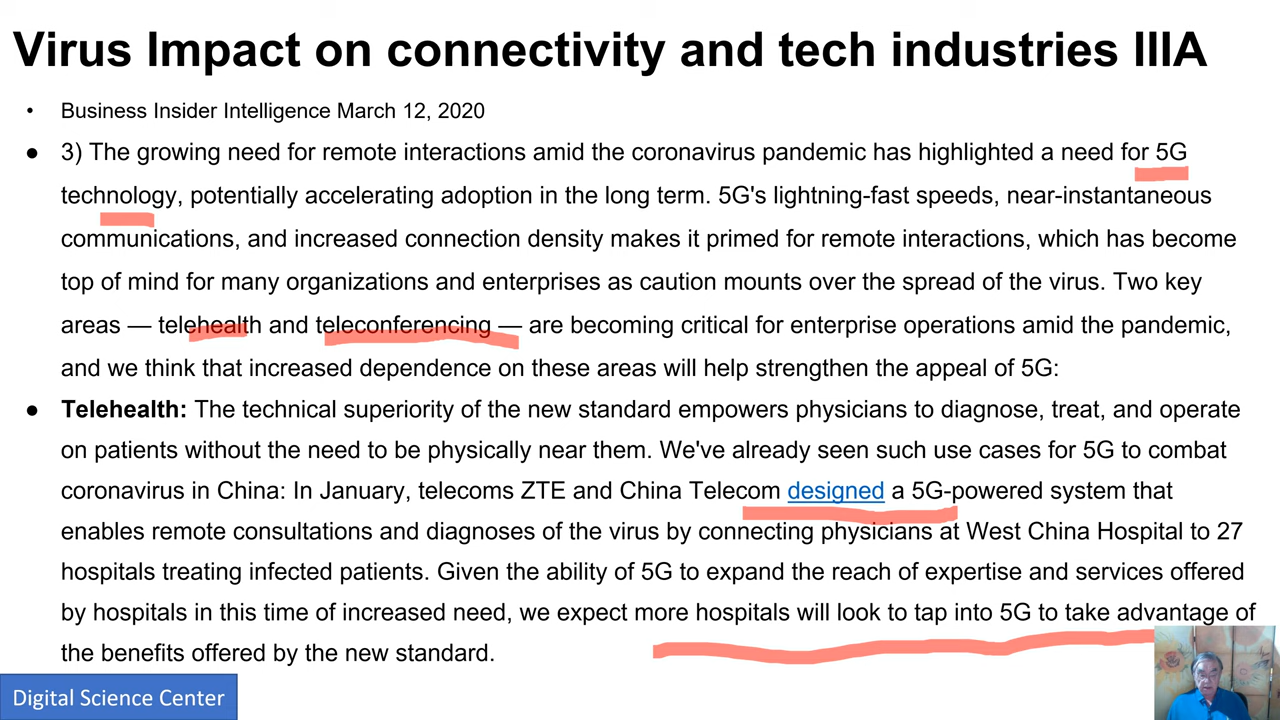 Virus Impact on connectivity and tech industries IIIA
• Business Insider Intelligence March 12, 2020
● 3) The growing need for remote interactions amid the coronavirus pandemic has highlighted a need for 5G
technology, potentially accelerating adoption in the long term. 5G's lightning-fast speeds, near-instantaneous
communications, and increased connection density makes it primed for remote interactions, which has become
top of mind for many organizations and enterprises as caution mounts over the spread of the virus. Two key
areas — telehealth and teleconferencing — are becoming critical for enterprise operations amid the pandemic,
and we think that increased dependence on these areas will help strengthen the appeal of 5G:
● Telehealth: The technical superiority of the new standard empowers physicians to diagnose, treat, and operate
on patients without the need to be physically near them. We've already seen such use cases for 5G to combat
coronavirus in China: In January, telecoms ZTE and China Telecom designed a 5G-powered system that
enables remote consultations and diagnoses of the virus by connecting physicians at West China Hospital to 27
hospitals treating infected patients. Given the ability of 5G to expand the reach of expertise and services offered
by hospitals in this time of increased need, we expect more hospitals will look to tap into 5G to take advantage of
the benefits offered by the new standard.
Digital Science Center